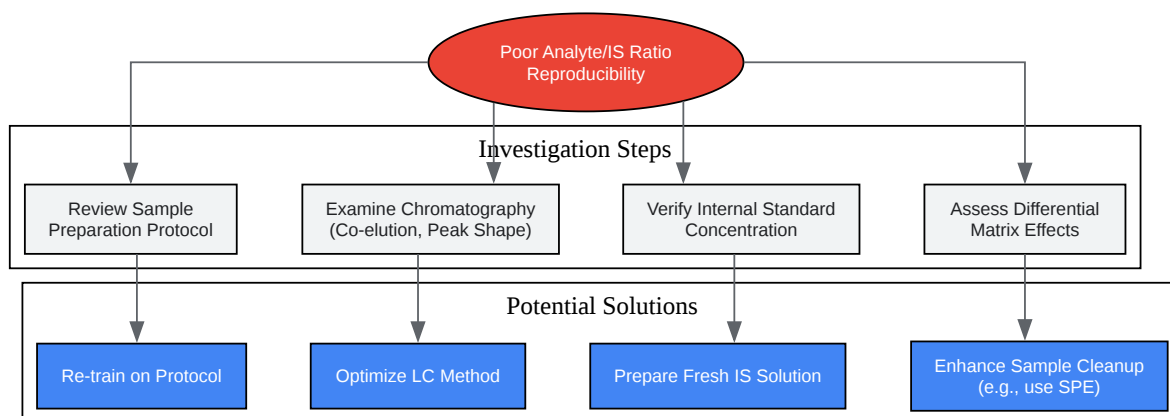 Poor Analyte/IS Ratio
Reproducibility
Investigation Steps
Review Sample
Preparation Protocol
Examine Chromatography
(Co-elution, Peak Shape)
Verify Internal Standard
Concentration
Assess Differential
Matrix Effects
Potential Solutions
Re-train on Protocol
Optimize LC Method
Prepare Fresh IS Solution
Enhance Sample Cleanup
(e.g., use SPE)